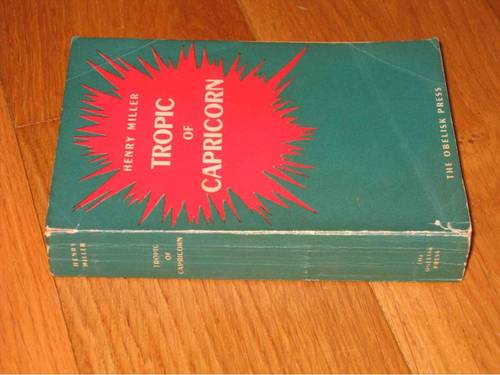 HENRY MILLER
TROPIC
OF
CAPRICORN
THE OBELISK PRESS
HENRY
MILLER
TROPIC
OF
CAPRICORN
THE
OBELISK
PRESS